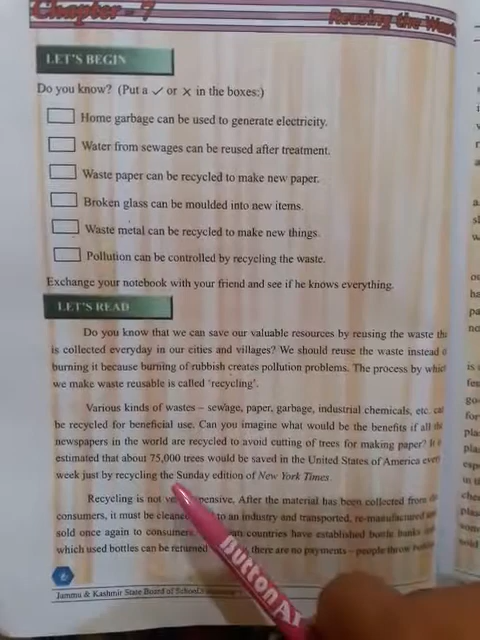 Chapter - 7
Reusing the Was
LET'S BEGIN
Do you know? (Put a ✓ or × in the boxes:)
Home garbage can be used to generate electricity.
Water from sewages can be reused after treatment.
Waste paper can be recycled to make new paper.
Broken glass can be moulded into new items.
Waste metal can be recycled to make new things.
Pollution can be controlled by recycling the waste.
Exchange your notebook with your friend and see if he knows everything.
LET'S READ
Do you know that we can save our valuable resources by reusing the waste tha
is collected everyday in our cities and villages? We should reuse the waste instead o
burning it because burning of rubbish creates pollution problems. The process by whic
we make waste reusable is called 'recycling'.
Various kinds of wastes – sewage, paper, garbage, industrial chemicals, etc. can
be recycled for beneficial use. Can you imagine what would be the benefits if all the
newspapers in the world are recycled to avoid cutting of trees for making paper? It is
estimated that about 75,000 trees would be saved in the United States of America every
week just by recycling the Sunday edition of New York Times
Recycling is not ve pensive. After the material has been collected from
consumers, it must be cleane to an industry and transported, re-manufactured
sold once again to consumers. an countries have established bottle banks
which used bottles can be returned there are no payments – people throw
Jammu & Kashmir State Board of School
button A1